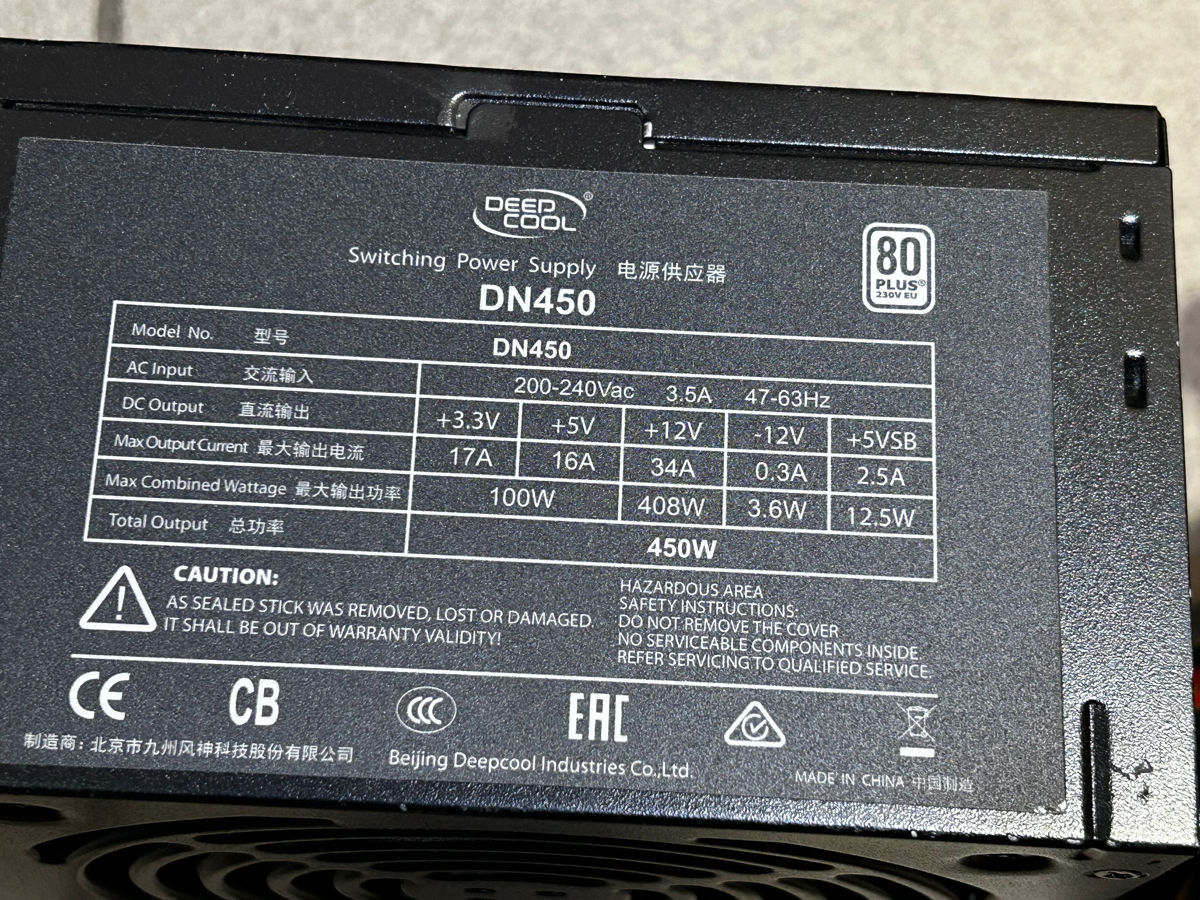 DEEP
COOL®
Switching Power Supply 电源供应器
DN450
80
PLUS®
230V EU
Model No. 型号 DN450
AC Input 交流输入 200-240Vac 3.5A 47-63Hz
DC Output 直流输出 +3.3V +5V +12V -12V +5VSB
Max Output Current 最大输出电流 17A 16A 34A 0.3A 2.5A
Max Combined Wattage 最大输出功率 100W 408W 3.6W 12.5W
Total Output 总功率 450W
CAUTION:
AS SEALED STICK WAS REMOVED, LOST OR DAMAGED.
IT SHALL BE OUT OF WARRANTY VALIDITY!
HAZARDOUS AREA
SAFETY INSTRUCTIONS:
DO NOT REMOVE THE COVER
NO SERVICEABLE COMPONENTS INSIDE.
REFER SERVICING TO QUALIFIED SERVICE.
CE CB CCC EAC
制造商：北京市九州风神科技股份有限公司
Beijing Deepcool Industries Co.,Ltd.
MADE IN CHINA 中国制造